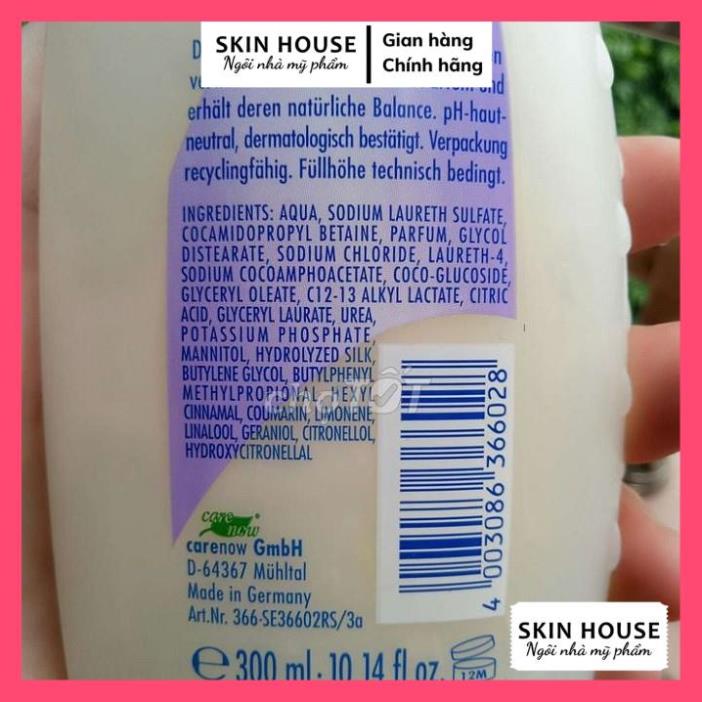 SKIN HOUSE
Ngôi nhà mỹ phẩm
Gian hàng
Chính hãng
erhält deren natürliche Balance. pH-haut-
neutral, dermatologisch bestätigt. Verpackung
recyclingfähig. Füllhöhe technisch bedingt.
INGREDIENTS: AQUA, SODIUM LAURETH SULFATE,
COCAMIDOPROPYL BETAINE, PARFUM, GLYCOL
DISTEARATE, SODIUM CHLORIDE, LAURETH-4,
SODIUM COCOAMPHOACETATE, COCO-GLUCOSIDE,
GLYCERYL OLEATE, C12-13 ALKYL LACTATE, CITRIC
ACID, GLYCERYL LAURATE, UREA,
POTASSIUM PHOSPHATE,
MANNITOL, HYDROLYZED SILK,
BUTYLENE GLYCOL, BUTYLPHENYL
METHYLPROPIONAL, HEXYL
CINNAMAL, COUMARIN, LIMONENE,
LINALOOL, GERANIOL, CITRONELLOL,
HYDROXYCITRONELLAL
chợTỐT
4 003086 366028
care
now
carenow GmbH
D-64367 Mühltal
Made in Germany
Art.Nr. 366-SE36602RS/3a
e 300 ml · 10.14 fl oz.
12M
SKIN HOUSE
Ngôi nhà mỹ phẩm